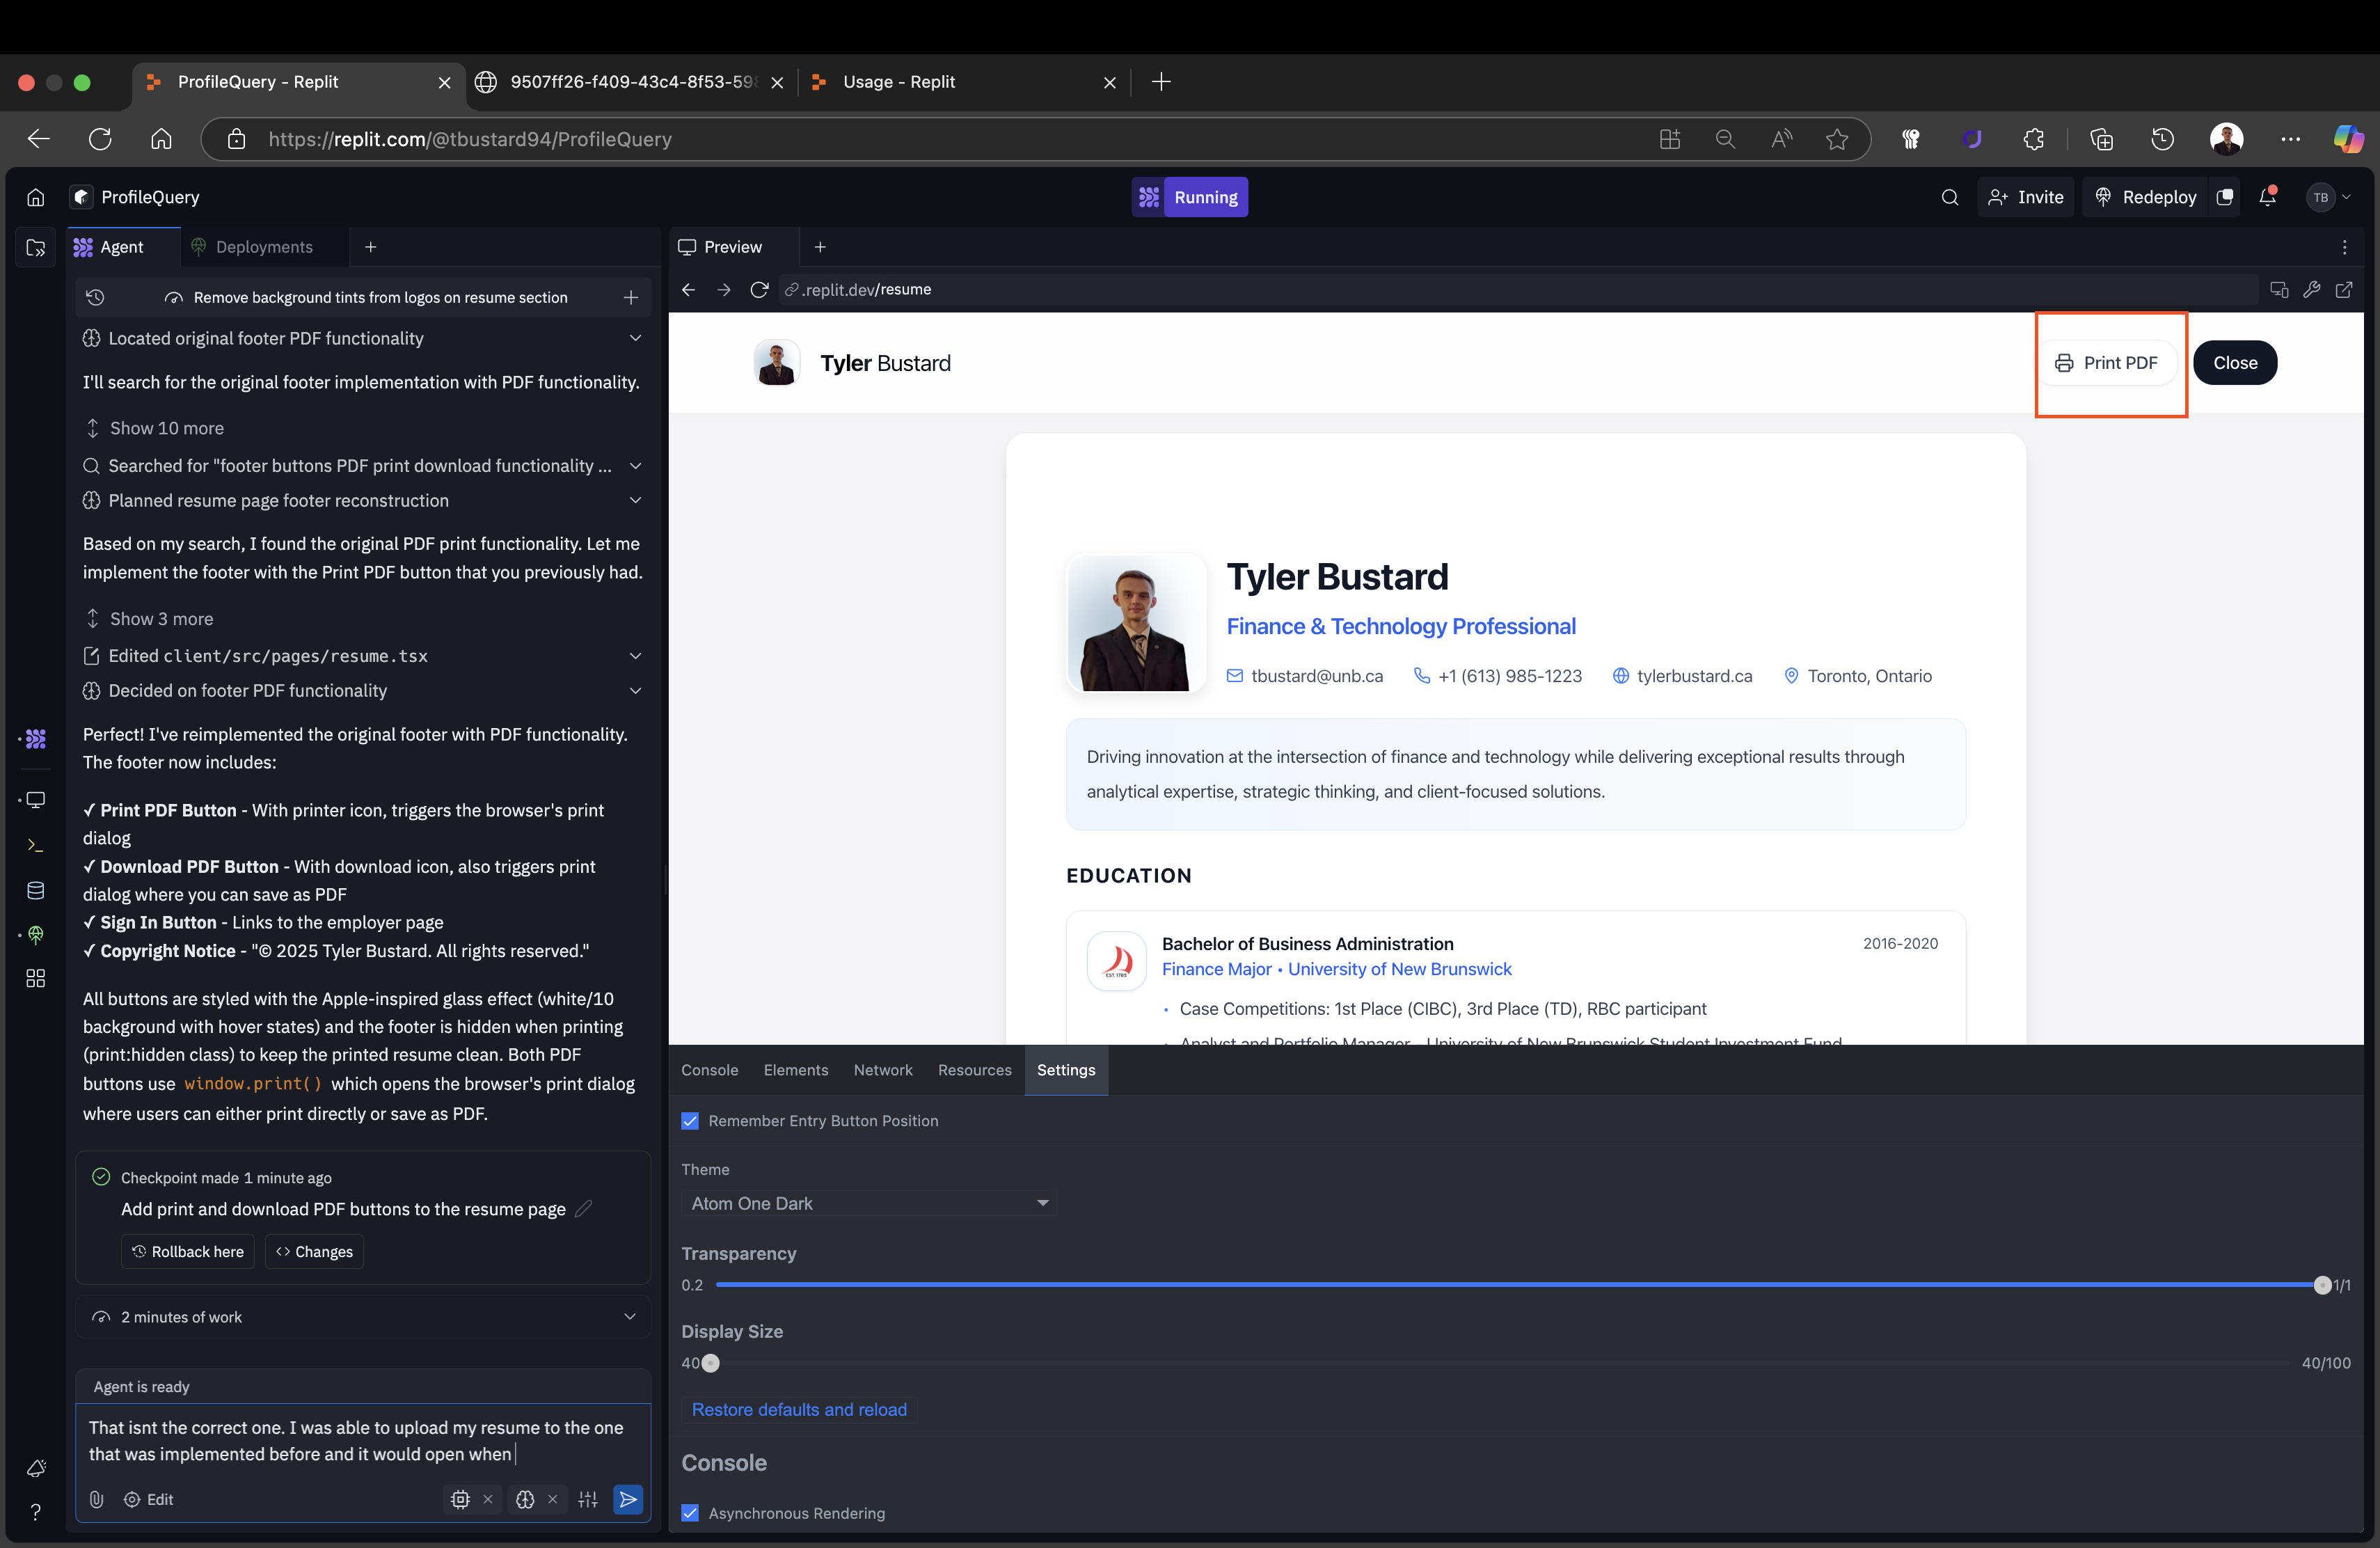 ProfileQuery - Replit
9507ff26-f409-43c4-8f53-598
Usage - Replit
https://replit.com/@tbustard94/ProfileQuery
ProfileQuery
Running
Invite
Redeploy
TB
Agent
Deployments
Preview
Remove background tints from logos on resume section
.replit.dev/resume
Located original footer PDF functionality
I'll search for the original footer implementation with PDF functionality.
Show 10 more
Searched for "footer buttons PDF print download functionality ...
Planned resume page footer reconstruction
Based on my search, I found the original PDF print functionality. Let me
implement the footer with the Print PDF button that you previously had.
Show 3 more
Edited client/src/pages/resume.tsx
Decided on footer PDF functionality
Perfect! I've reimplemented the original footer with PDF functionality.
The footer now includes:
✓ Print PDF Button - With printer icon, triggers the browser's print
dialog
✓ Download PDF Button - With download icon, also triggers print
dialog where you can save as PDF
✓ Sign In Button - Links to the employer page
✓ Copyright Notice - "© 2025 Tyler Bustard. All rights reserved."
All buttons are styled with the Apple-inspired glass effect (white/10
background with hover states) and the footer is hidden when printing
(print:hidden class) to keep the printed resume clean. Both PDF
buttons use window.print() which opens the browser's print dialog
where users can either print directly or save as PDF.
Checkpoint made 1 minute ago
Add print and download PDF buttons to the resume page
Rollback here
Changes
2 minutes of work
Agent is ready
That isnt the correct one. I was able to upload my resume to the one
that was implemented before and it would open when
Edit
Tyler Bustard
Print PDF
Close
Tyler Bustard
Finance & Technology Professional
tbustard@unb.ca
+1 (613) 985-1223
tylerbustard.ca
Toronto, Ontario
Driving innovation at the intersection of finance and technology while delivering exceptional results through
analytical expertise, strategic thinking, and client-focused solutions.
EDUCATION
EST. 1785
Bachelor of Business Administration
2016-2020
Finance Major • University of New Brunswick
• Case Competitions: 1st Place (CIBC), 3rd Place (TD), RBC participant
• Analyst and Portfolio Manager - University of New Brunswick Student Investment Fund
Console
Elements
Network
Resources
Settings
Remember Entry Button Position
Theme
Atom One Dark
Transparency
0.2
1/1
Display Size
40
40/100
Restore defaults and reload
Console
Asynchronous Rendering